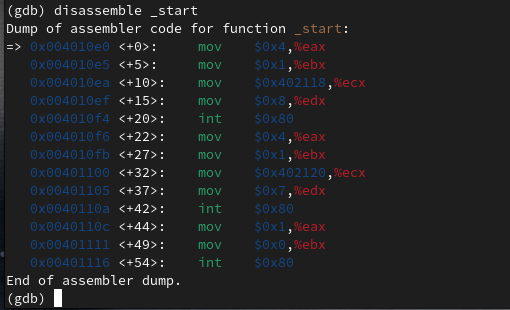 (gdb) disassemble _start
Dump of assembler code for function _start:
=> 0x004010e0 <+0>: mov $0x4,%eax
0x004010e5 <+5>: mov $0x1,%ebx
0x004010ea <+10>: mov $0x402118,%ecx
0x004010ef <+15>: mov $0x8,%edx
0x004010f4 <+20>: int $0x80
0x004010f6 <+22>: mov $0x4,%eax
0x004010fb <+27>: mov $0x1,%ebx
0x00401100 <+32>: mov $0x402120,%ecx
0x00401105 <+37>: mov $0x7,%edx
0x0040110a <+42>: int $0x80
0x0040110c <+44>: mov $0x1,%eax
0x00401111 <+49>: mov $0x0,%ebx
0x00401116 <+54>: int $0x80
End of assembler dump.
(gdb)